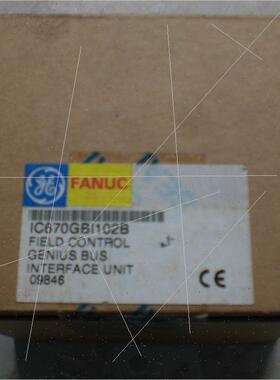 FANUC
IC670GBI102B
FIELD CONTROL
GENIUS BUS
INTERFACE UNIT
09846
CE